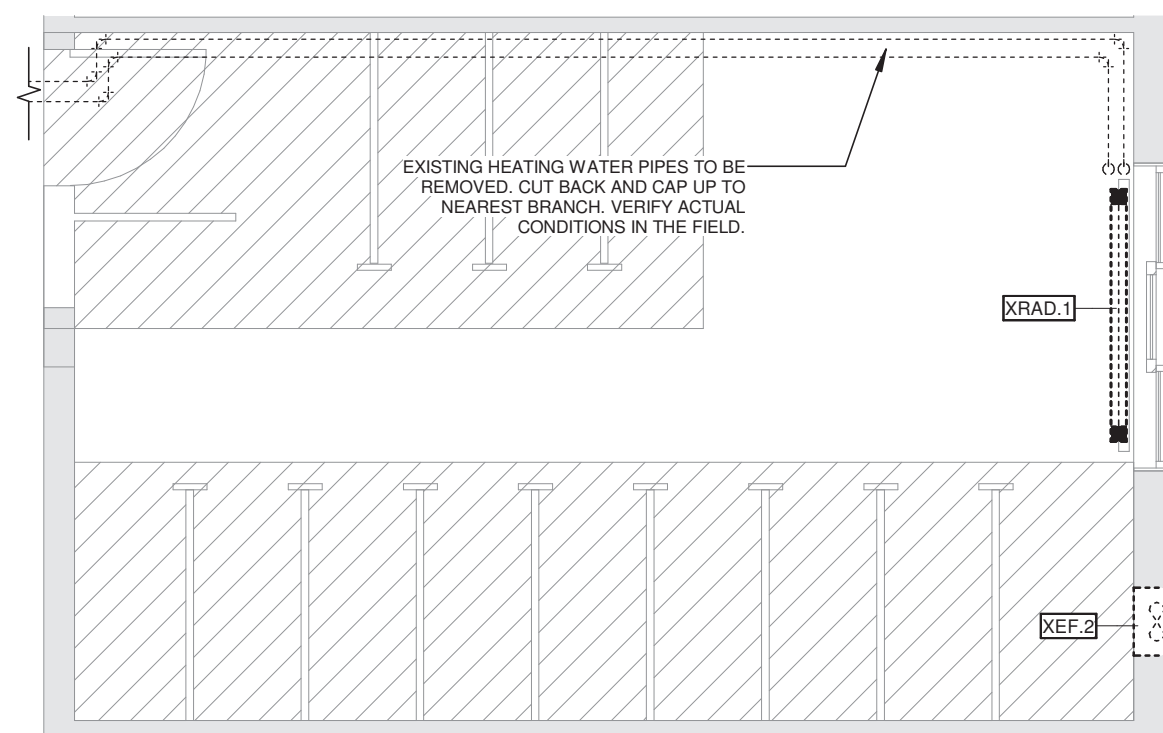 EXISTING HEATING WATER PIPES TO BE
REMOVED. CUT BACK AND CAP UP TO
NEAREST BRANCH. VERIFY ACTUAL
CONDITIONS IN THE FIELD.
XRAD.1
XEF.2